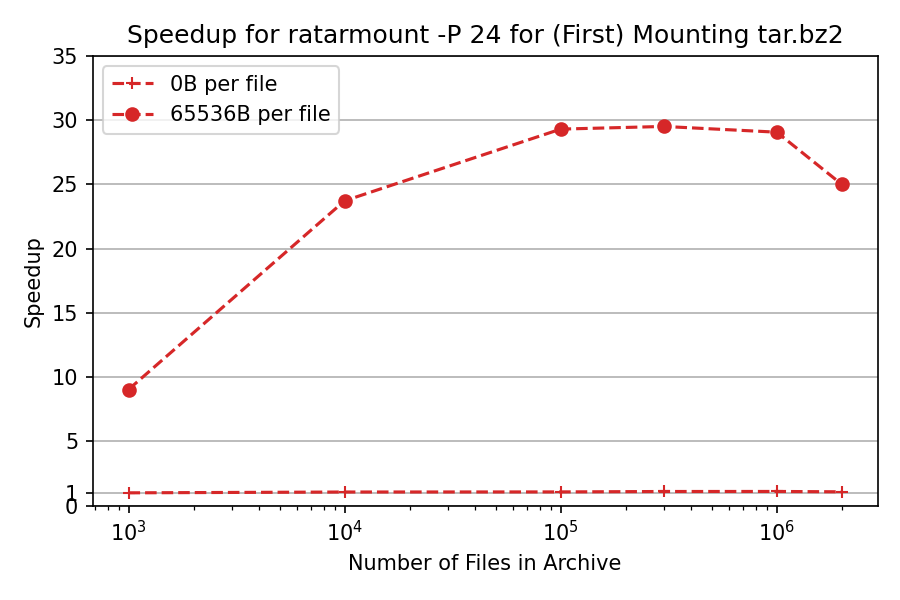 Speedup for ratarmount -P 24 for (First) Mounting tar.bz2
0B per file
65536B per file
Speedup
35
30
25
20
15
10
5
1
0
10³ 10⁴ 10⁵ 10⁶
Number of Files in Archive